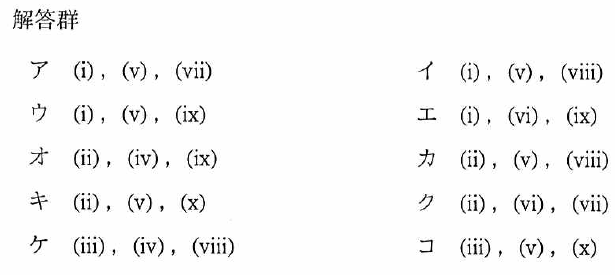 解答群
ア (i), (v), (vii) イ (i), (v), (viii)
ウ (i), (v), (ix) エ (i), (vi), (ix)
オ (ii), (iv), (ix) カ (ii), (v), (viii)
キ (ii), (v), (x) ク (ii), (vi), (vii)
ケ (iii), (iv), (viii) コ (iii), (v), (x)